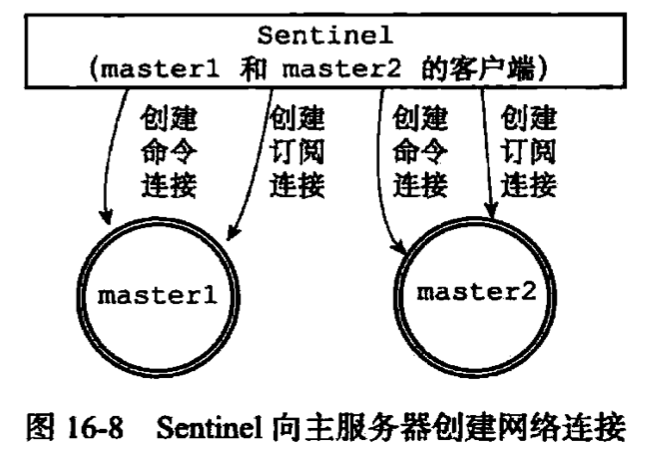 Sentinel
(master1 和 master2 的客户端)
创建
命令
连接
创建
订阅
连接
创建
命令
连接
创建
订阅
连接
master1
master2
图 16-8 Sentinel 向主服务器创建网络连接